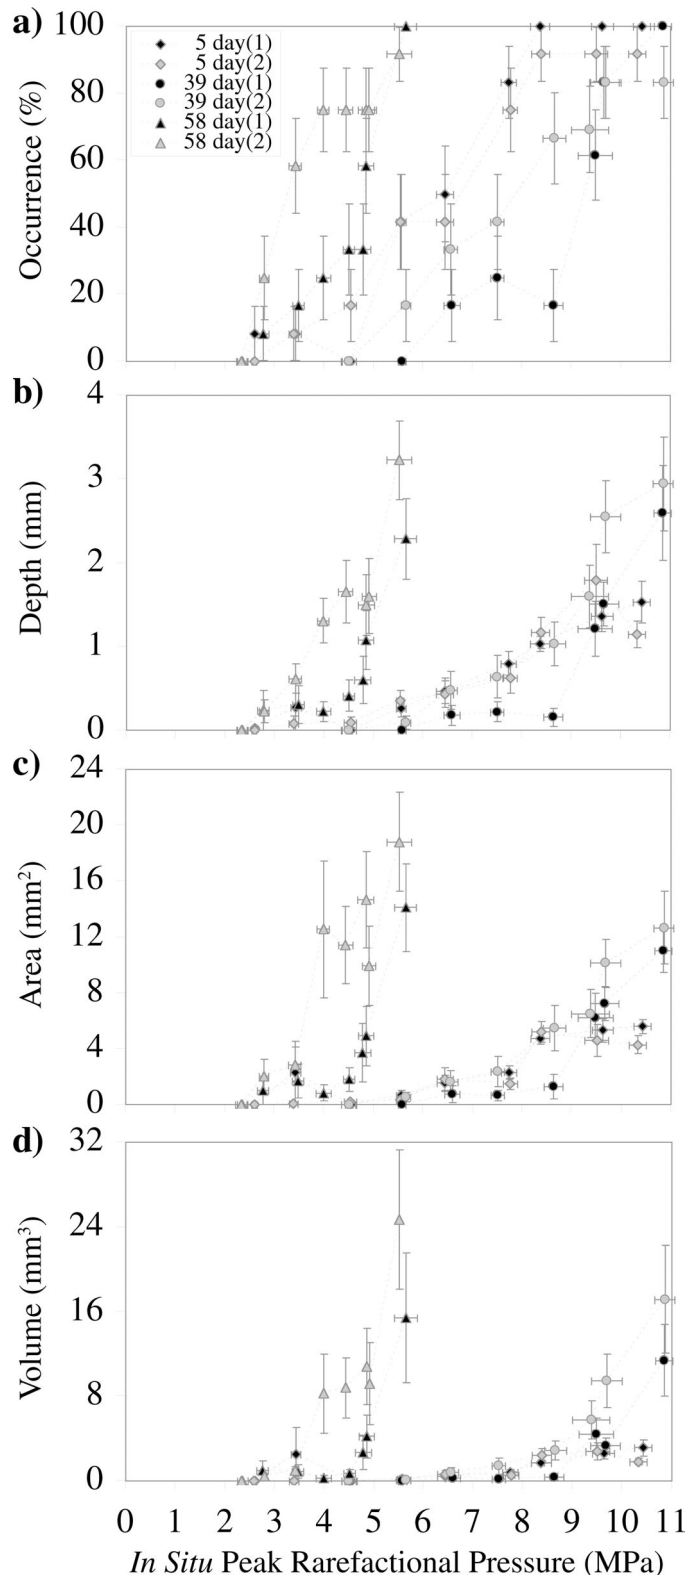 a)
100
80
60
40
20
0
Occurrence (%)
5 day(1)
5 day(2)
39 day(1)
39 day(2)
58 day(1)
58 day(2)
b)
4
3
2
1
0
Depth (mm)
c)
24
20
16
12
8
4
0
Area (mm²)
d)
32
24
16
8
0
Volume (mm³)
0 1 2 3 4 5 6 7 8 9 10 11
In Situ Peak Rarefactional Pressure (MPa)